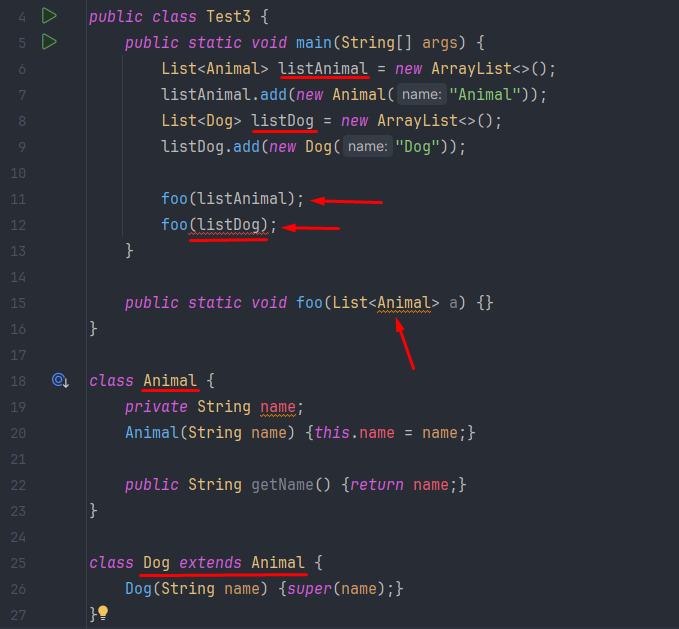 4 public class Test3 {
5 public static void main(String[] args) {
6 List<Animal> listAnimal = new ArrayList<>();
7 listAnimal.add(new Animal( name: "Animal"));
8 List<Dog> listDog = new ArrayList<>();
9 listDog.add(new Dog( name: "Dog"));
10
11 foo(listAnimal);
12 foo(listDog);
13 }
14
15 public static void foo(List<Animal> a) {}
16 }
17
18 class Animal {
19 private String name;
20 Animal(String name) {this.name = name;}
21
22 public String getName() {return name;}
23 }
24
25 class Dog extends Animal {
26 Dog(String name) {super(name);}
27 }